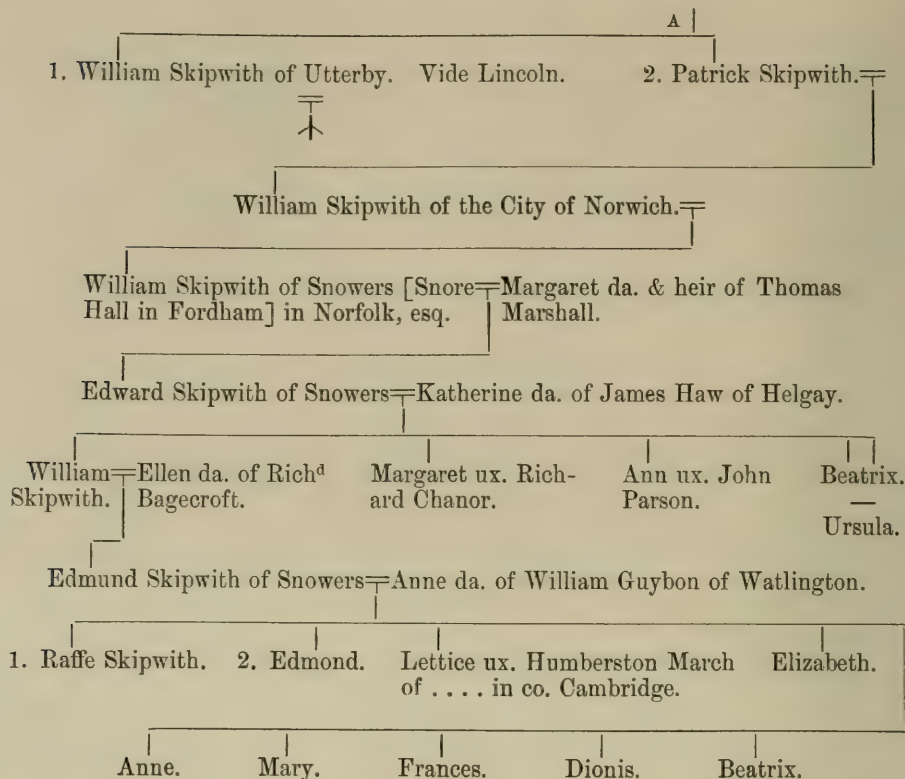 A
1. William Skipwith of Utterby. Vide Lincoln. 2. Patrick Skipwith.
William Skipwith of the City of Norwich.
William Skipwith of Snowers [Snore Margaret da. & heir of Thomas
Hall in Fordham] in Norfolk, esq. Marshall.
Edward Skipwith of Snowers Katherine da. of James Haw of Helgay.
William Ellen da. of Richᵈ Margaret ux. Rich- Ann ux. John Beatrix.
Skipwith. Bagecroft. ard Chanor. Parson. —
Ursula.
Edmund Skipwith of Snowers Anne da. of William Guybon of Watlington.
1. Raffe Skipwith. 2. Edmond. Lettice ux. Humberston March Elizabeth.
of . . . . in co. Cambridge.
Anne. Mary. Frances. Dionis. Beatrix.